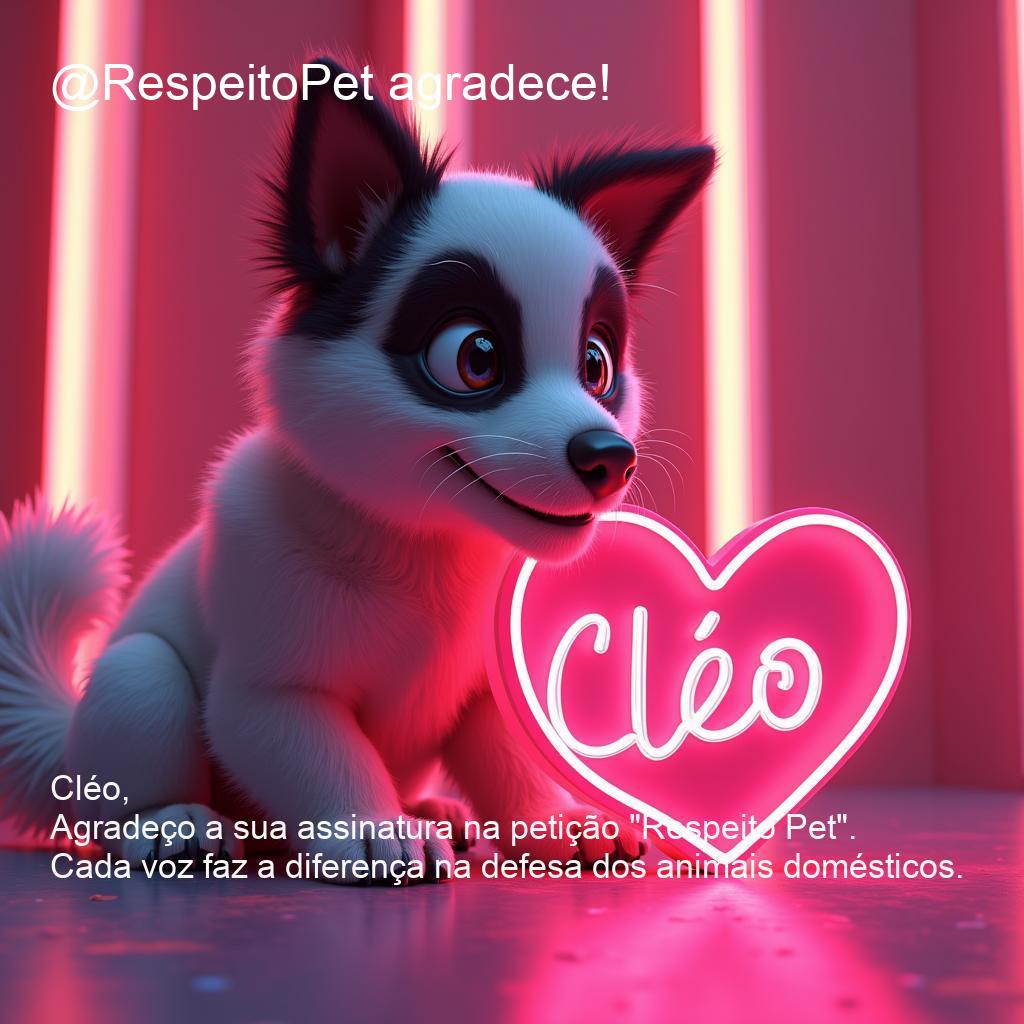 @RespeitoPet agradece!
Cléo
Cléo,
Agradeço a sua assinatura na petição "Respeito Pet".
Cada voz faz a diferença na defesa dos animais domésticos.